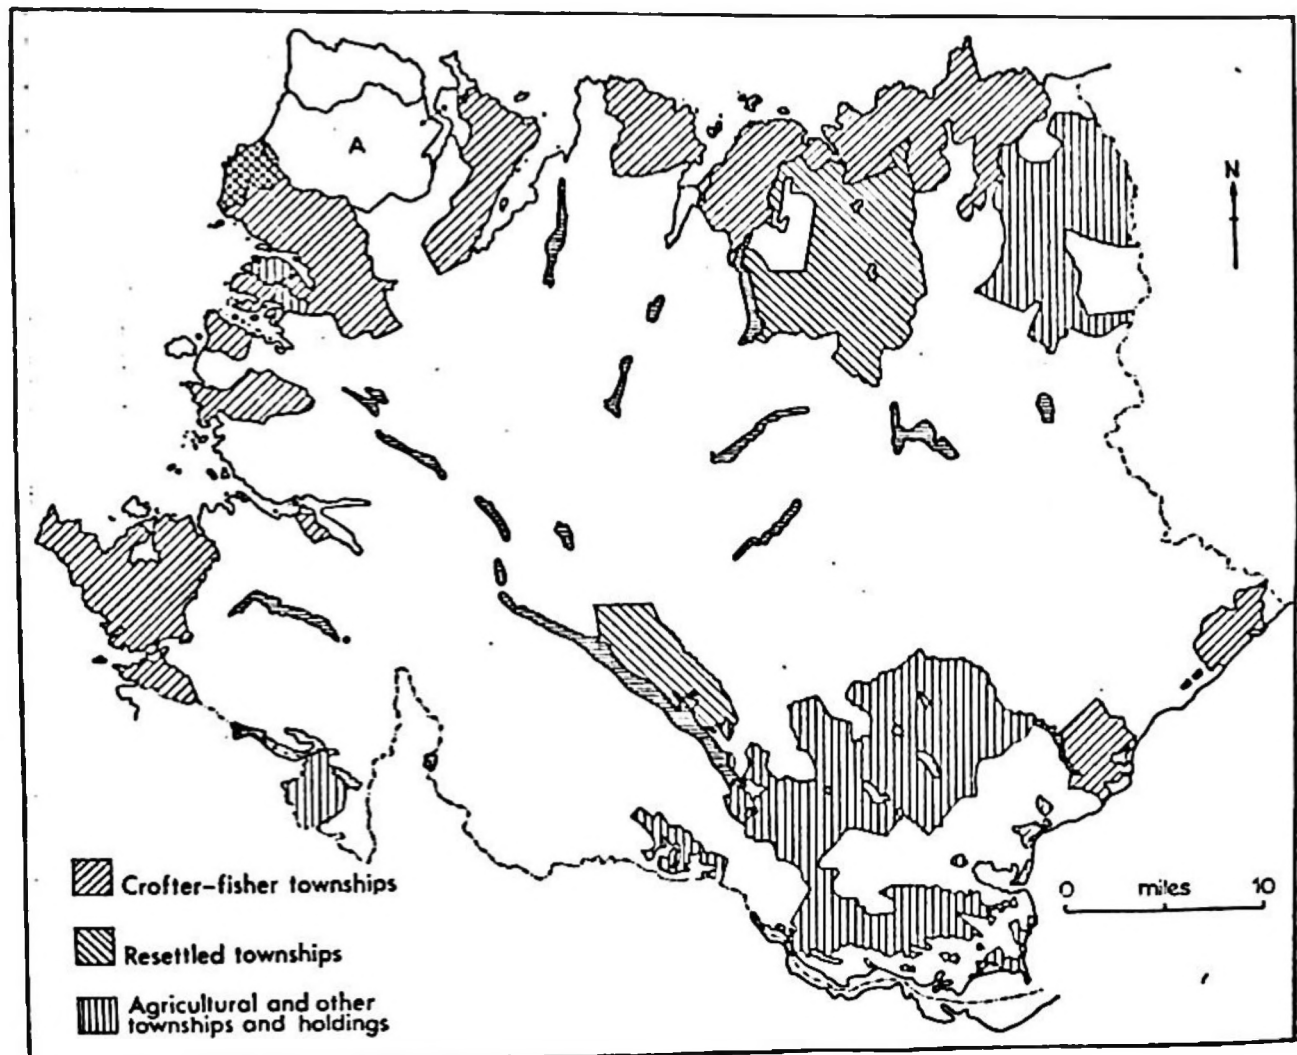 A
N
Crofter-fisher townships
0 miles 10
Resettled townships
Agricultural and other
townships and holdings